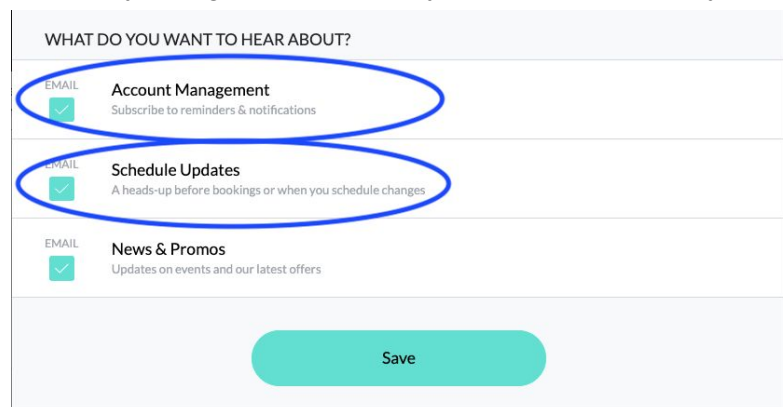 WHAT DO YOU WANT TO HEAR ABOUT?
EMAIL
Account Management
Subscribe to reminders & notifications
EMAIL
Schedule Updates
A heads-up before bookings or when you schedule changes
EMAIL
News & Promos
Updates on events and our latest offers
Save